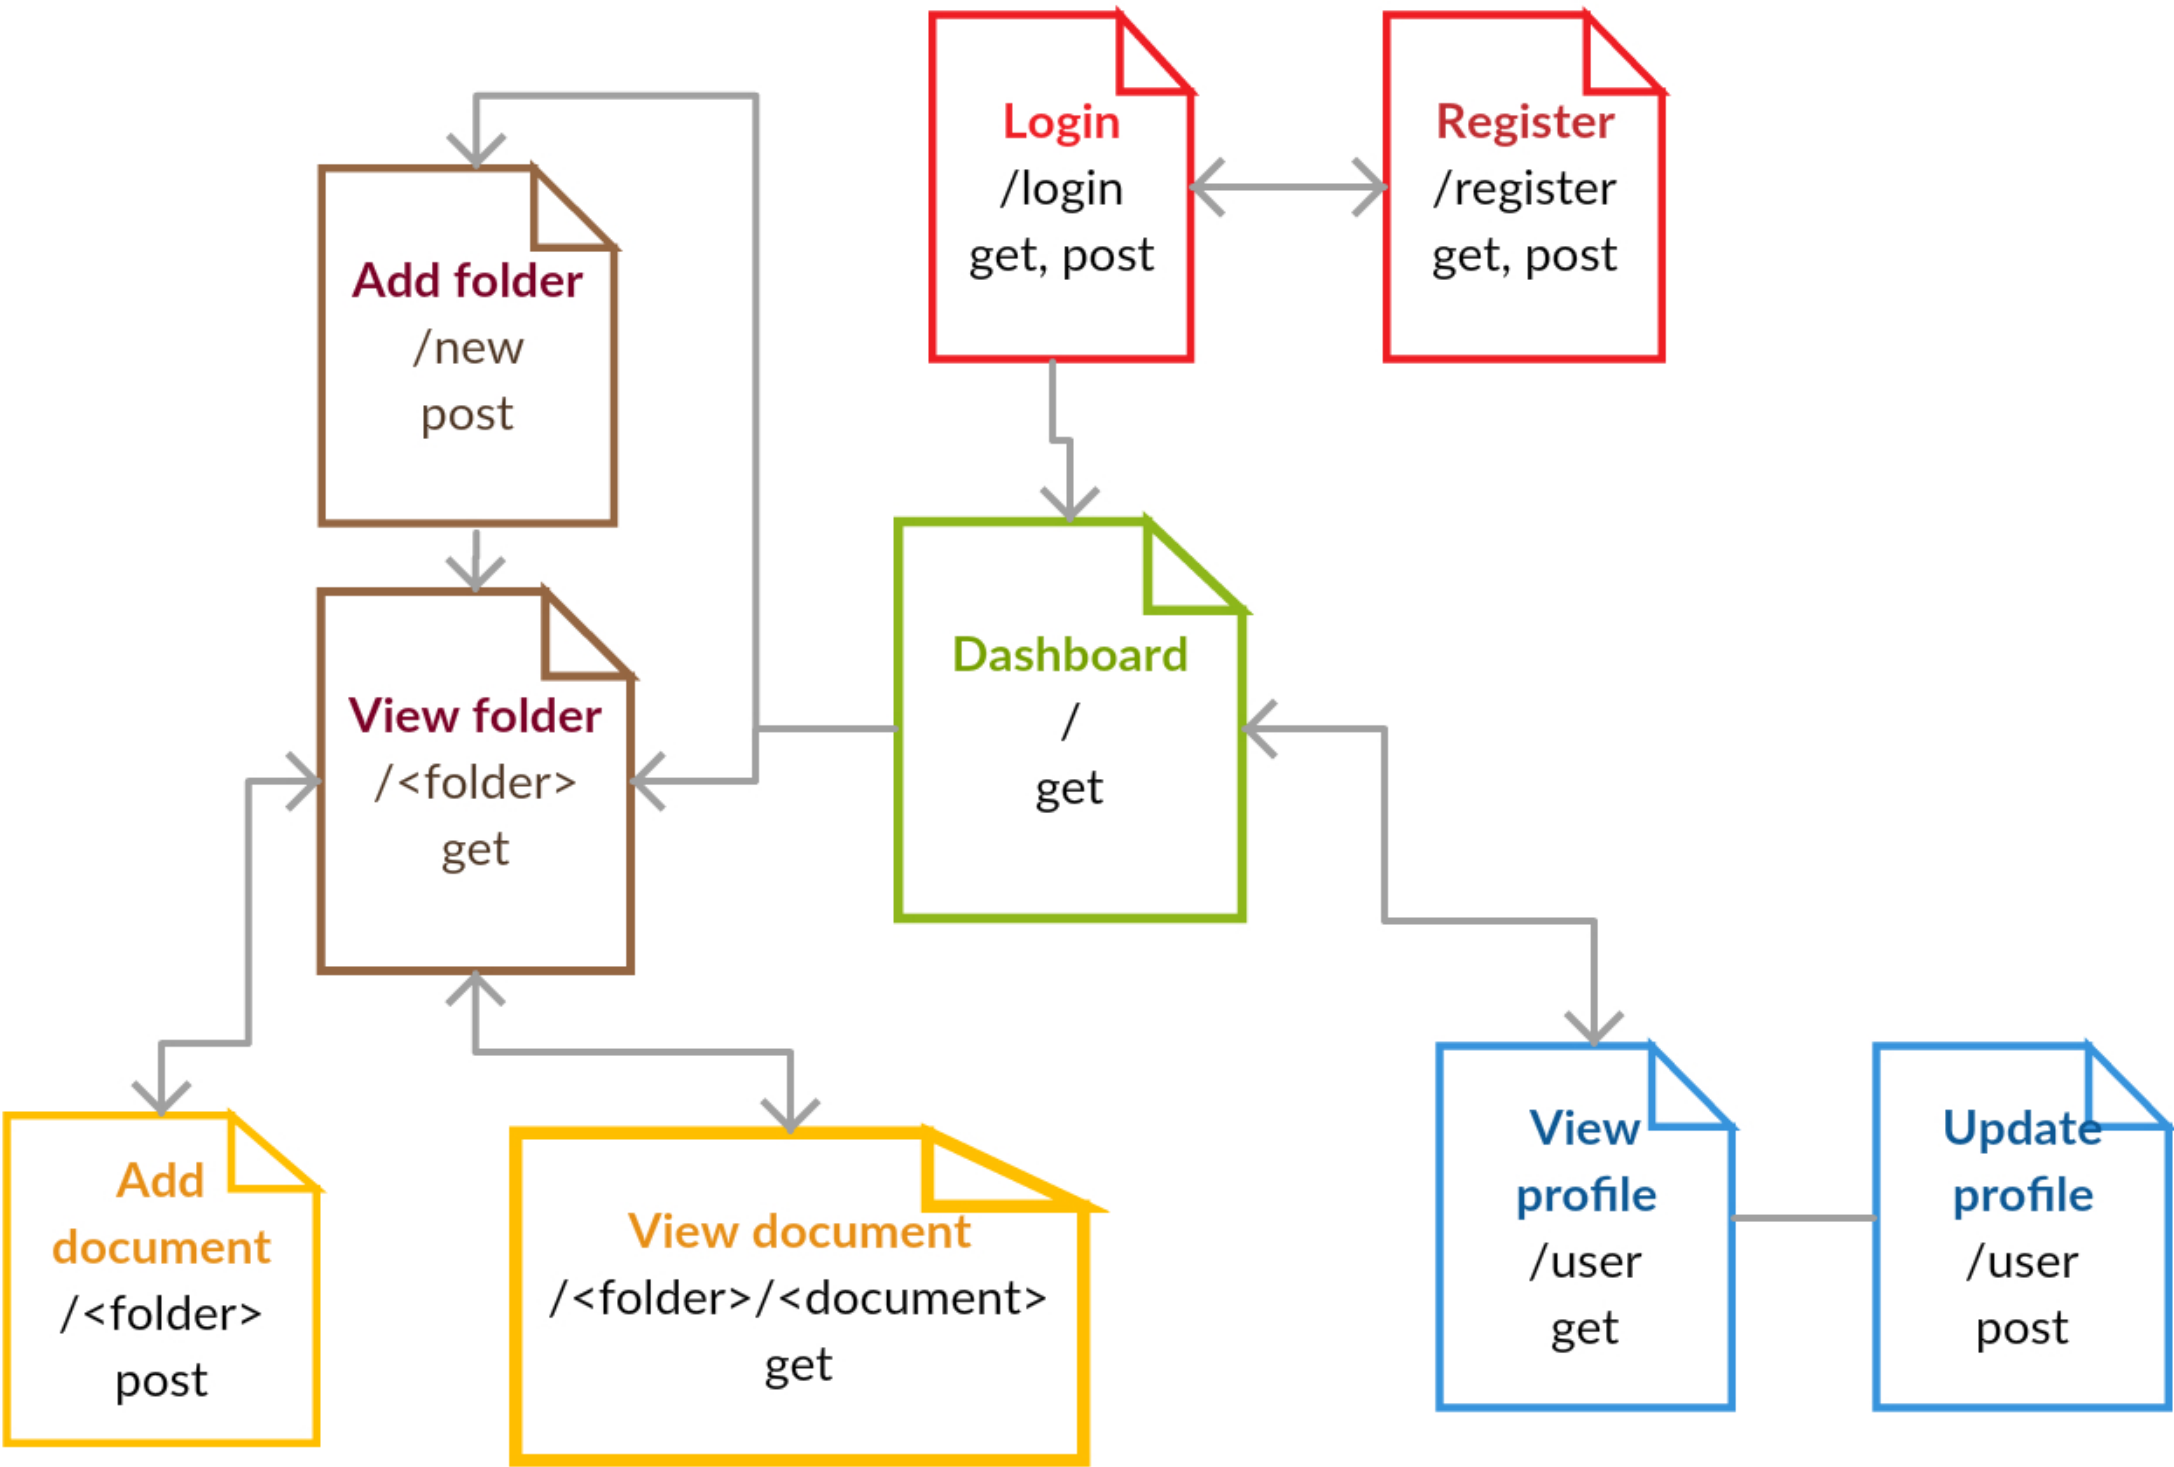 Login
/login
get, post
Register
/register
get, post
Add folder
/new
post
View folder
/<folder>
get
Dashboard
/
get
Add
document
/<folder>
post
View document
/<folder>/<document>
get
View
profile
/user
get
Update
profile
/user
post